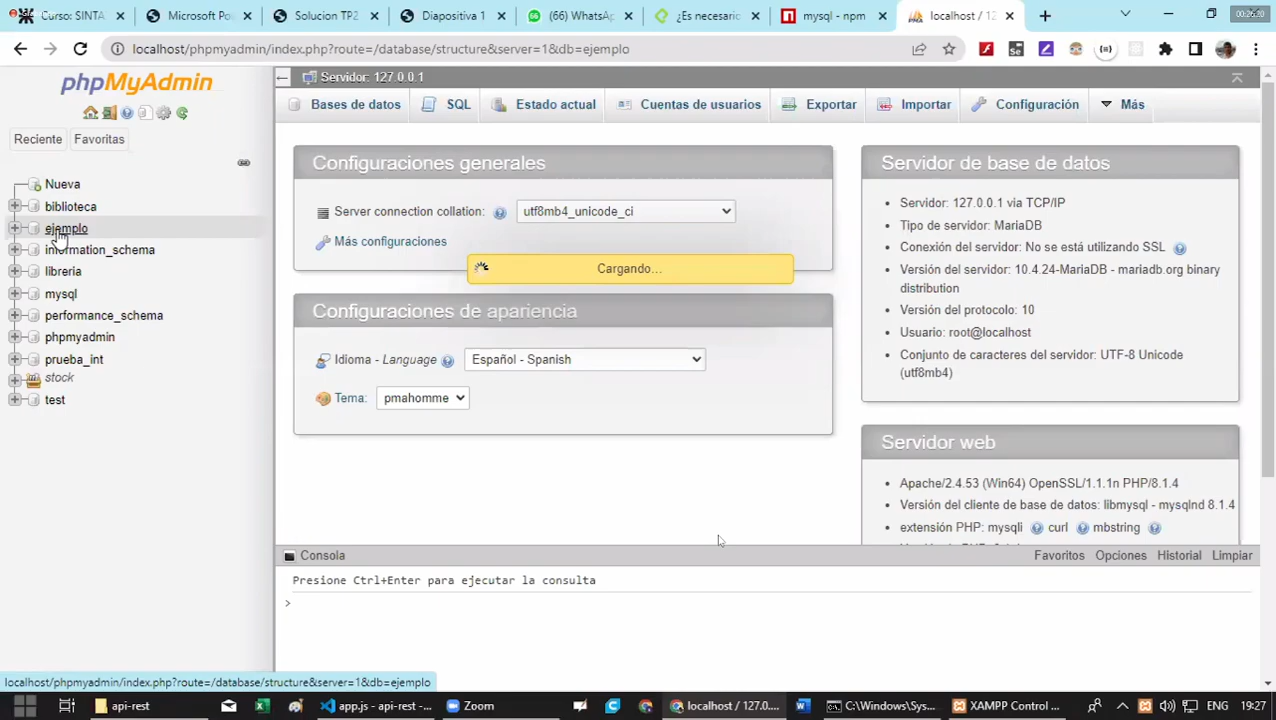 Curso: SINTA
Microsoft Po
Solucion TP2
Diapositiva 1
(66) WhatsA
¿Es necesario
mysql - npm
localhost / 12
00:26:20
localhost/phpmyadmin/index.php?route=/database/structure&server=1&db=ejemplo
phpMyAdmin
Reciente
Favoritas
Nueva
biblioteca
ejemplo
information_schema
libreria
mysql
performance_schema
phpmyadmin
prueba_int
stock
test
Servidor: 127.0.0.1
Bases de datos
SQL
Estado actual
Cuentas de usuarios
Exportar
Importar
Configuración
Más
Configuraciones generales
Server connection collation:
utf8mb4_unicode_ci
Más configuraciones
Cargando...
Configuraciones de apariencia
Idioma - Language
Español - Spanish
Tema:
pmahomme
Servidor de base de datos
Servidor: 127.0.0.1 via TCP/IP
Tipo de servidor: MariaDB
Conexión del servidor: No se está utilizando SSL
Versión del servidor: 10.4.24-MariaDB - mariadb.org binary
distribution
Versión del protocolo: 10
Usuario: root@localhost
Conjunto de caracteres del servidor: UTF-8 Unicode
(utf8mb4)
Servidor web
Apache/2.4.53 (Win64) OpenSSL/1.1.1n PHP/8.1.4
Versión del cliente de base de datos: libmysql - mysqlnd 8.1.4
extensión PHP: mysqli curl mbstring
Consola
Favoritos
Opciones
Historial
Limpiar
Presione Ctrl+Enter para ejecutar la consulta
>
localhost/phpmyadmin/index.php?route=/database/structure&server=1&db=ejemplo
api-rest
app.js - api-rest ...
Zoom
localhost / 127.0....
C:\Windows\Sy...
XAMPP Control ...
ENG
19:27